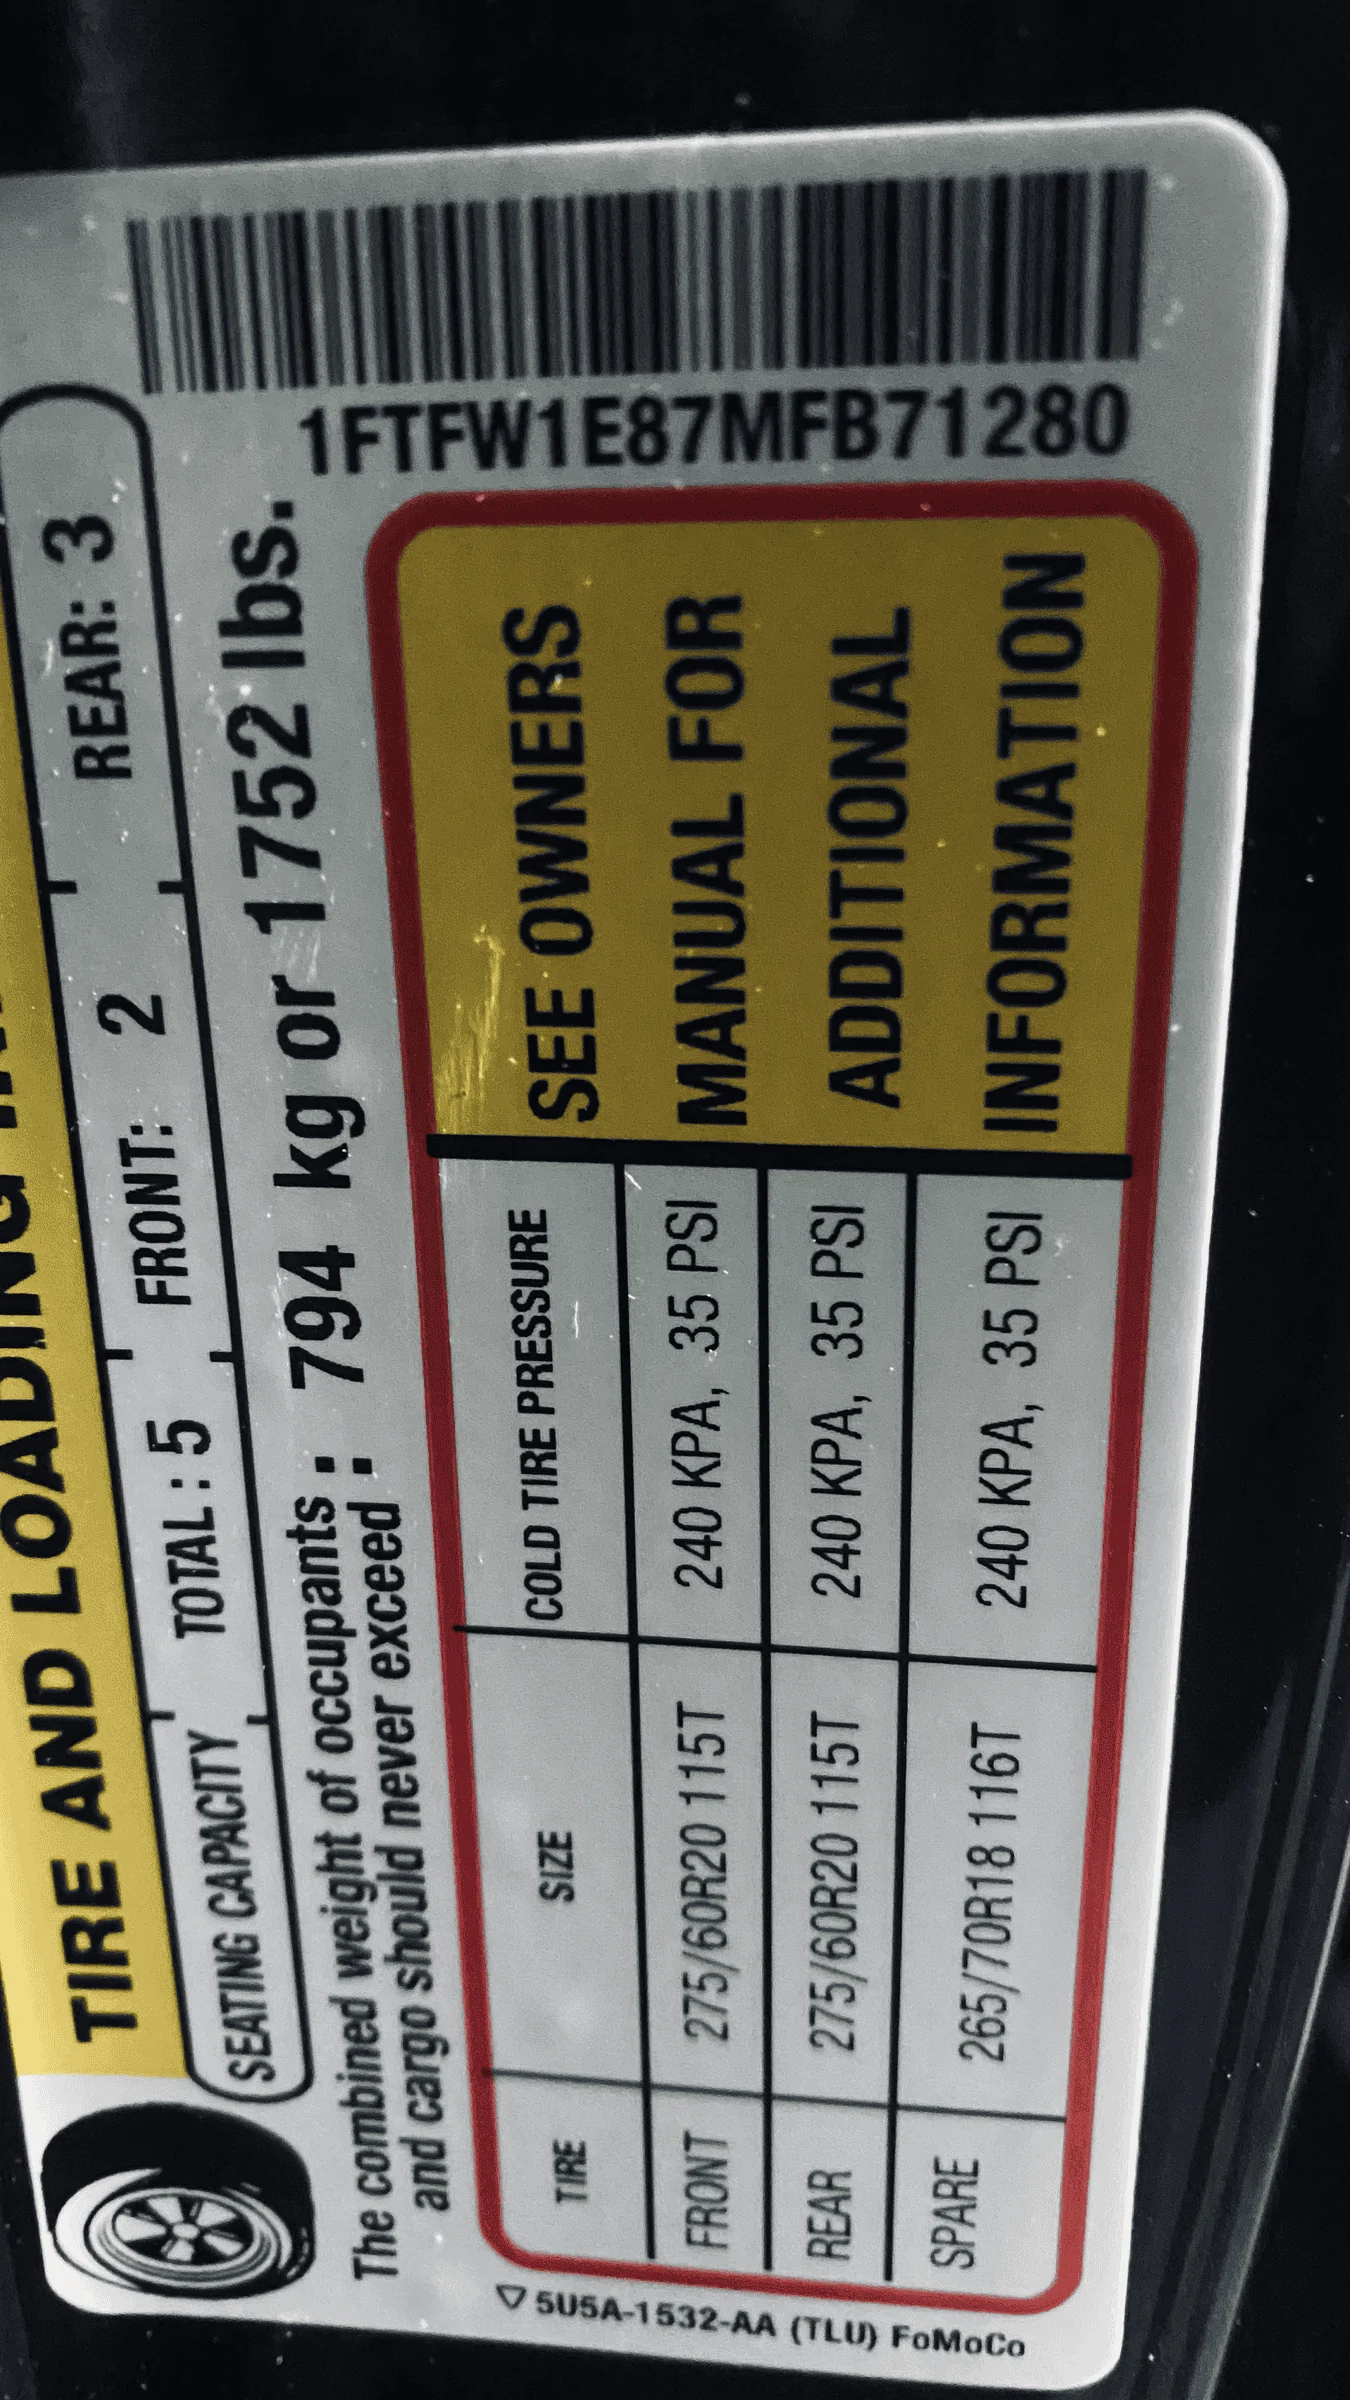 TIRE AND LOADING
SEATING CAPACITY TOTAL : 5 FRONT: 2 REAR: 3
The combined weight of occupants : 794 kg or 1752 lbs.
and cargo should never exceed :
TIRE SIZE COLD TIRE PRESSURE
FRONT 275/60R20 115T 240 KPA, 35 PSI
REAR 275/60R20 115T 240 KPA, 35 PSI
SPARE 265/70R18 116T 240 KPA, 35 PSI
SEE OWNERS
MANUAL FOR
ADDITIONAL
INFORMATION
1FTFW1E87MFB71280
5U5A-1532-AA (TLU) FoMoCo